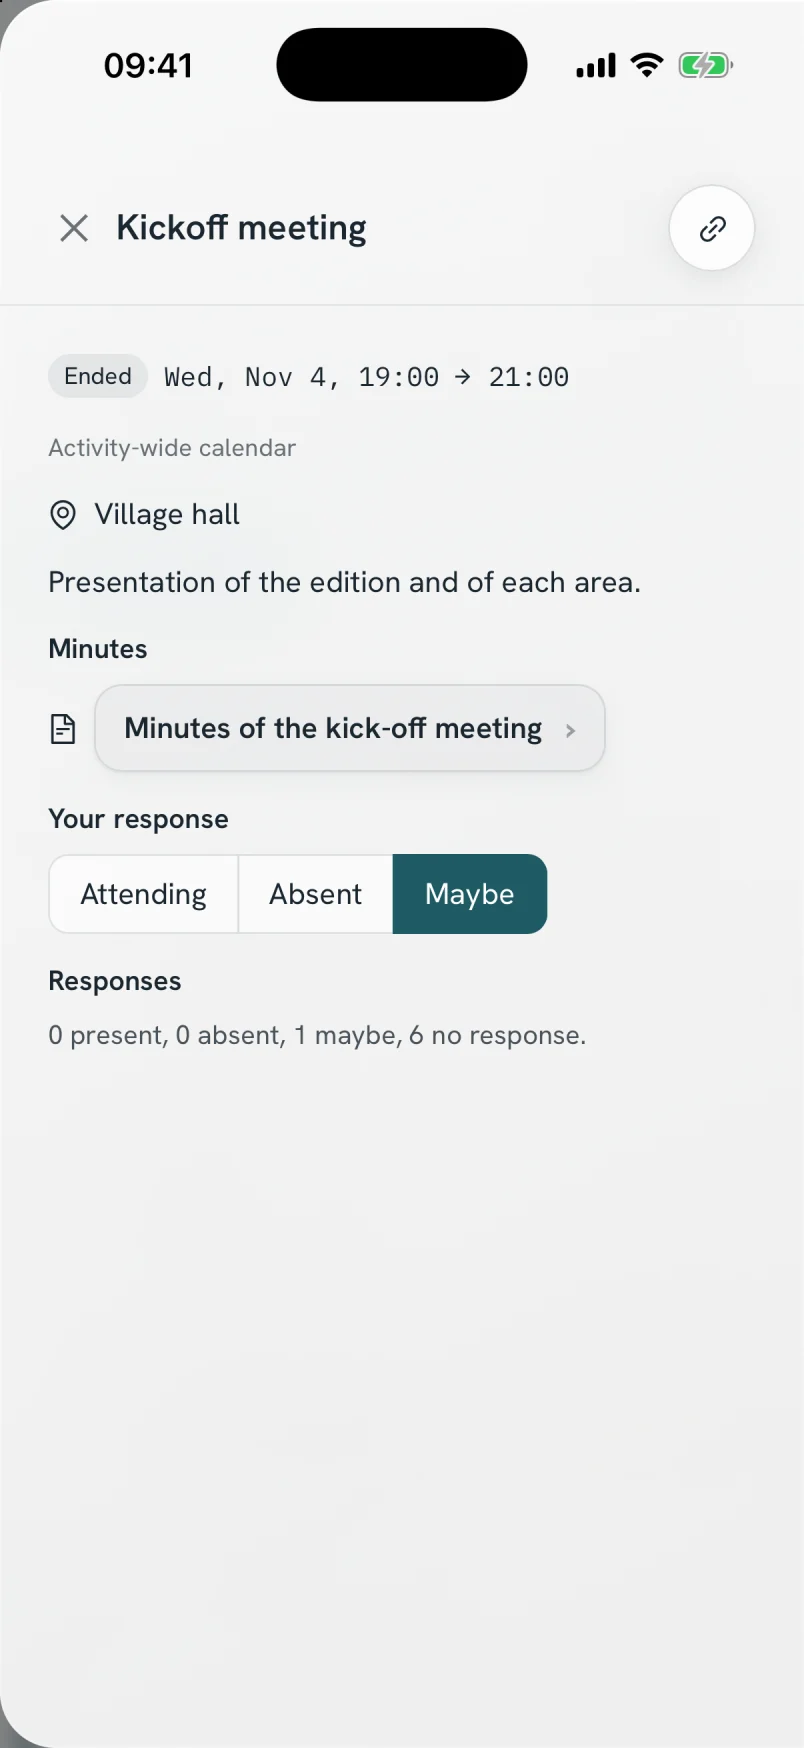 09:41
Kickoff meeting
Ended Wed, Nov 4, 19:00 → 21:00
Activity-wide calendar
Village hall
Presentation of the edition and of each area.
Minutes
Minutes of the kick-off meeting ›
Your response
Attending Absent Maybe
Responses
0 present, 0 absent, 1 maybe, 6 no response.